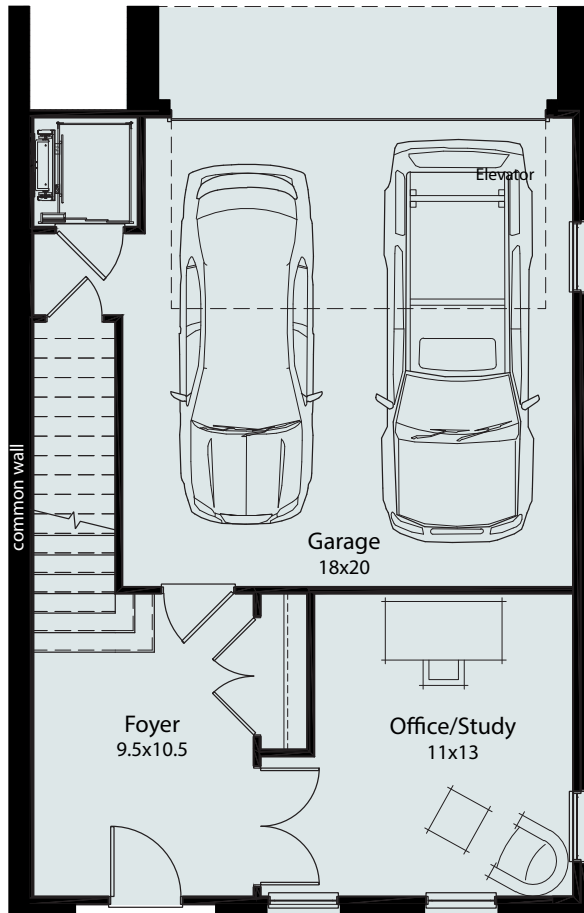 Elevator
common wall
Garage
18x20
Foyer
9.5x10.5
Office/Study
11x13